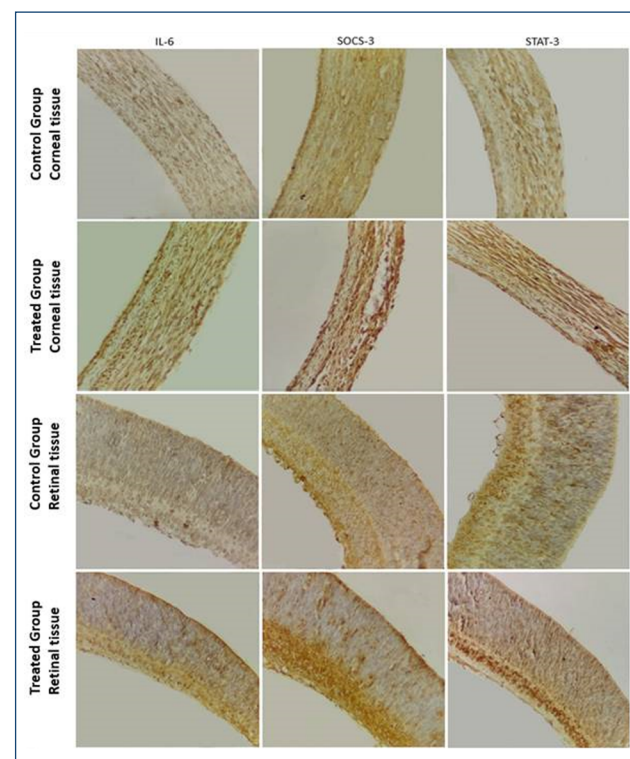 IL-6
SOCS-3
STAT-3
Control Group
Corneal tissue
Treated Group
Corneal tissue
Control Group
Retinal tissue
Treated Group
Retinal tissue